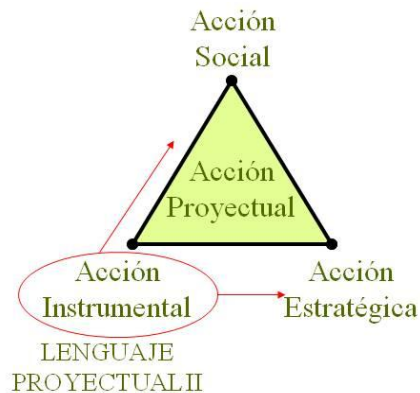 Acción
Social
Acción
Proyectual
Acción
Instrumental
Acción
Estratégica
LENGUAJE
PROYECTUAL II